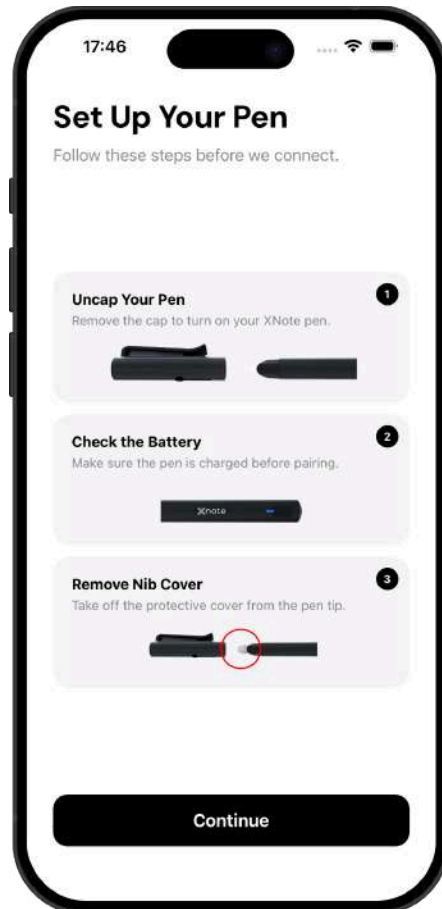 17:46
Set Up Your Pen
Follow these steps before we connect.
Uncap Your Pen
1
Remove the cap to turn on your XNote pen.
Check the Battery
2
Make sure the pen is charged before pairing.
Xnote
Remove Nib Cover
3
Take off the protective cover from the pen tip.
Continue